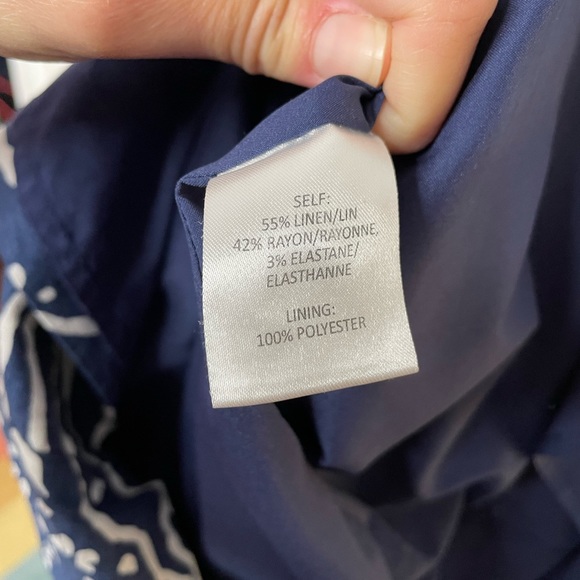 SELF:
55% LINEN/LIN
42% RAYON/RAYONNE,
3% ELASTANE/
ELASTHANNE
LINING:
100% POLYESTER